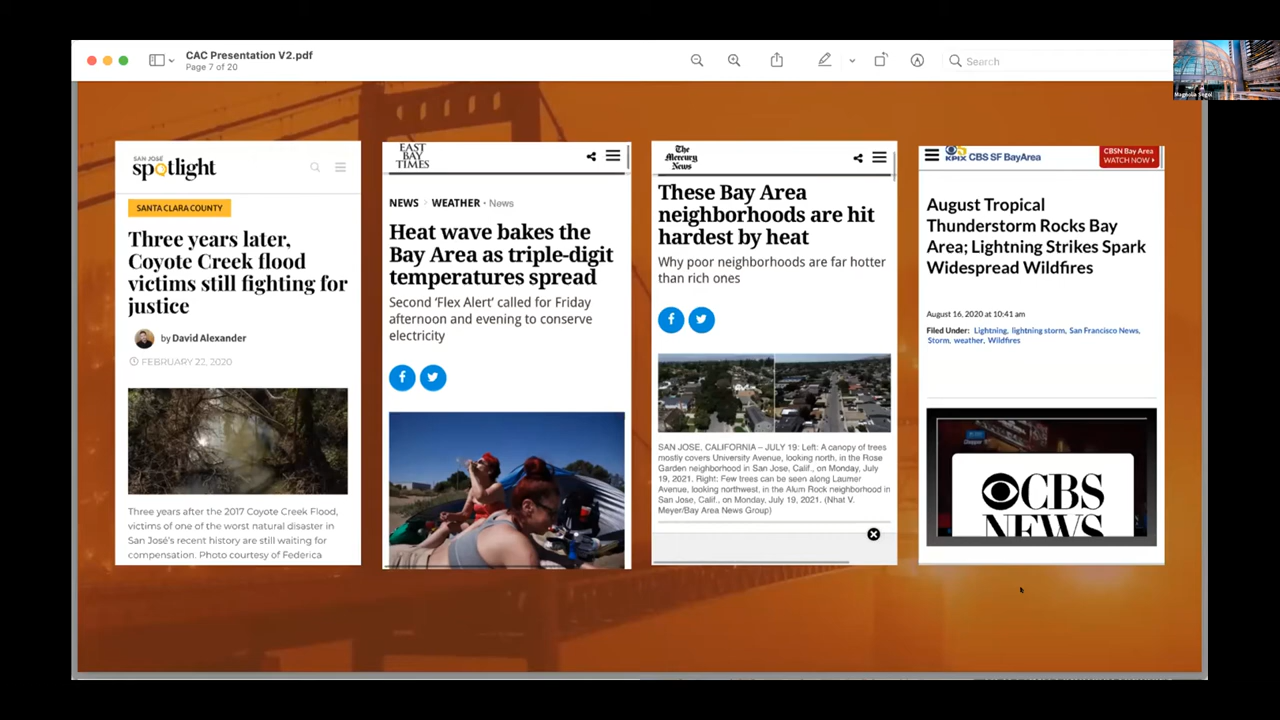 CAC Presentation V2.pdf
Page 7 of 20
Search
Magnolia Segol
SAN JOSÉ
spotlight
SANTA CLARA COUNTY
Three years later,
Coyote Creek flood
victims still fighting for
justice
by David Alexander
FEBRUARY 22, 2020
Three years after the 2017 Coyote Creek Flood,
victims of one of the worst natural disaster in
San José's recent history are still waiting for
compensation. Photo courtesy of Federica
EAST
BAY
TIMES
NEWS > WEATHER • News
Heat wave bakes the
Bay Area as triple-digit
temperatures spread
Second ‘Flex Alert’ called for Friday
afternoon and evening to conserve
electricity
The
Mercury
News
These Bay Area
neighborhoods are hit
hardest by heat
Why poor neighborhoods are far hotter
than rich ones
SAN JOSE, CALIFORNIA – JULY 19: Left: A canopy of trees
mostly covers University Avenue, looking north, in the Rose
Garden neighborhood in San Jose, Calif., on Monday, July
19, 2021. Right: Few trees can be seen along Laumer
Avenue, looking northwest, in the Alum Rock neighborhood in
San Jose, Calif., on Monday, July 19, 2021. (Nhat V.
Meyer/Bay Area News Group)
KPIX CBS SF BayArea
CBSN Bay Area
WATCH NOW
August Tropical
Thunderstorm Rocks Bay
Area; Lightning Strikes Spark
Widespread Wildfires
August 16, 2020 at 10:41 am
Filed Under: Lightning, lightning storm, San Francisco News,
Storm, weather, Wildfires
CBS
NEWS